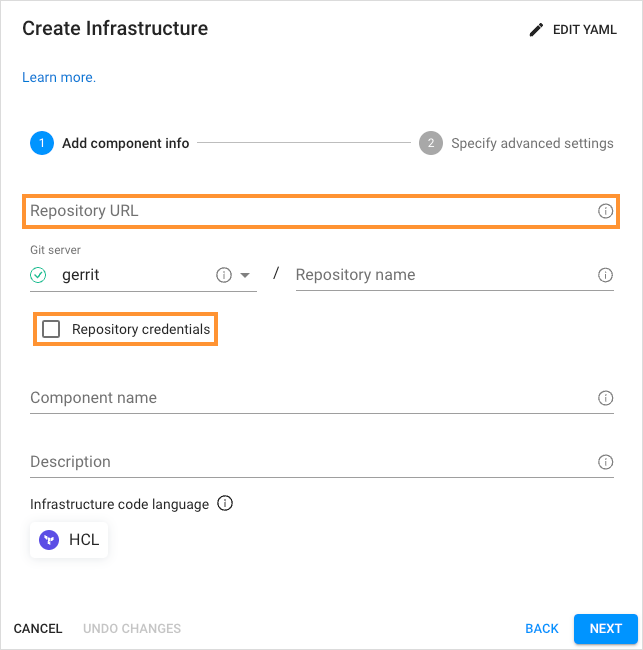 Create Infrastructure
EDIT YAML
Learn more.
1 Add component info
2 Specify advanced settings
Repository URL
Git server
gerrit / Repository name
Repository credentials
Component name
Description
Infrastructure code language
HCL
CANCEL UNDO CHANGES BACK NEXT